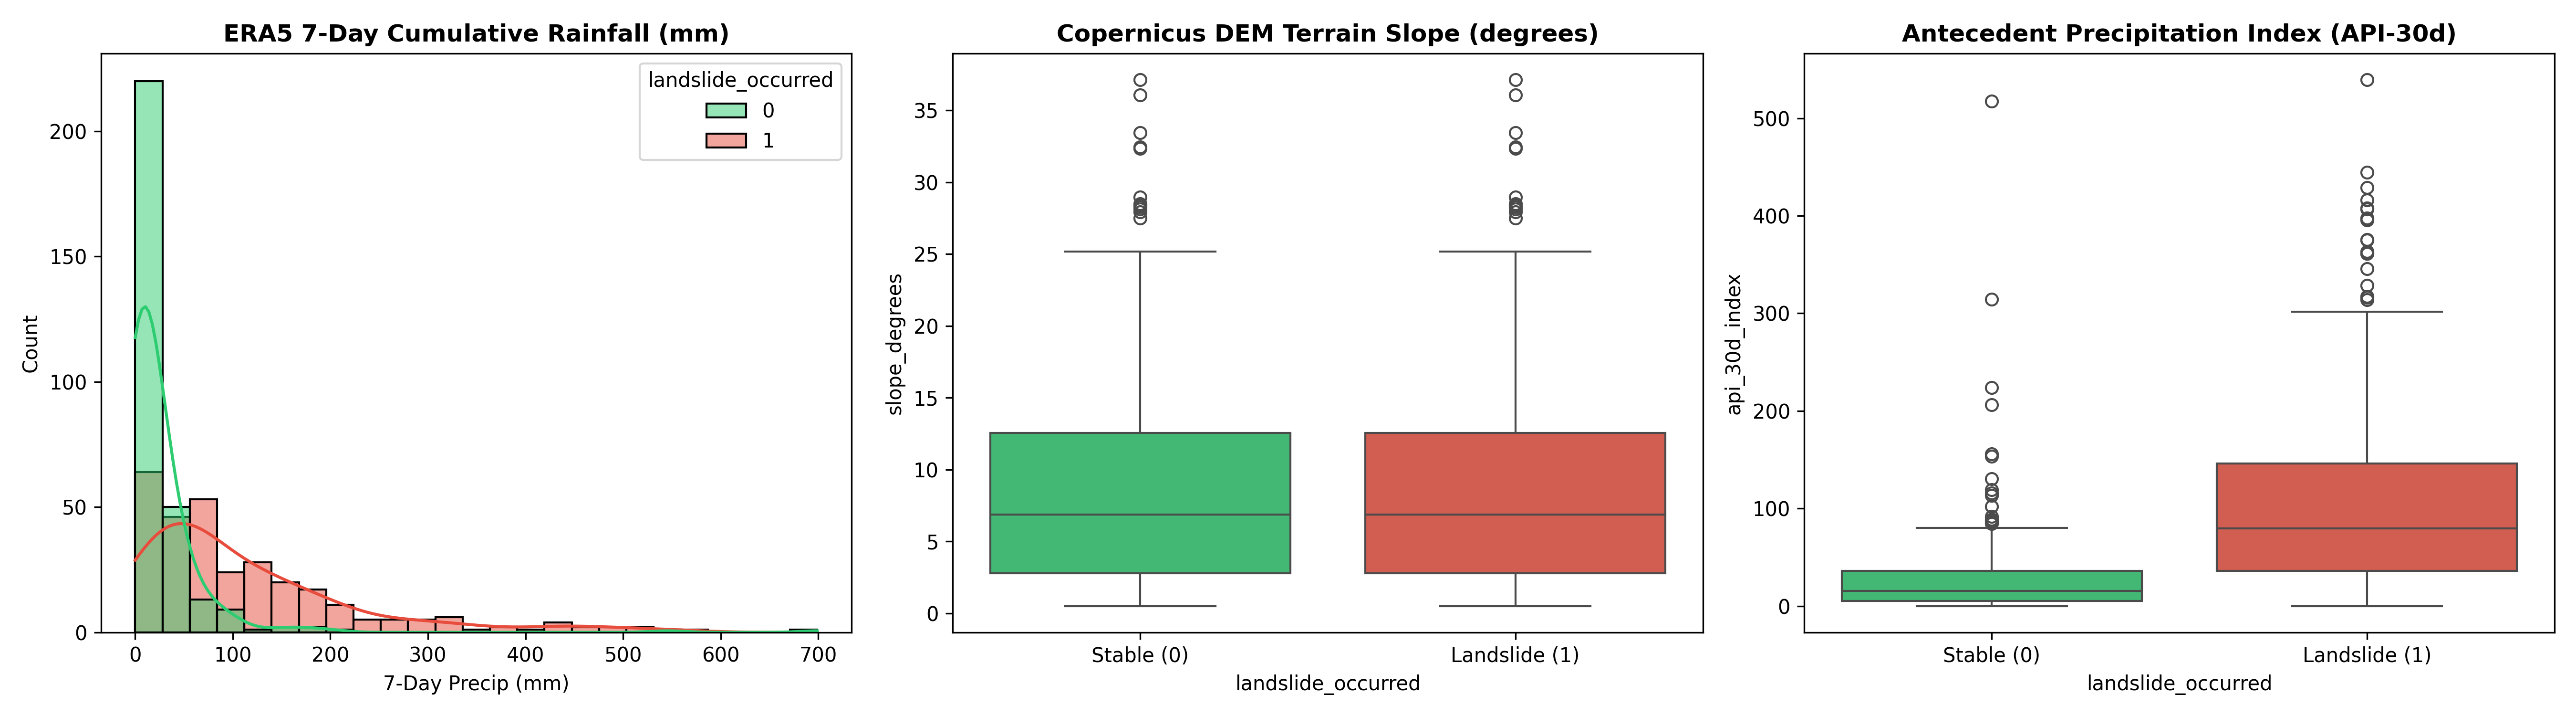 ERA5 7-Day Cumulative Rainfall (mm)
Count
200
150
100
50
0
landslide_occurred
0
1
0 100 200 300 400 500 600 700
7-Day Precip (mm)
Copernicus DEM Terrain Slope (degrees)
slope_degrees
35
30
25
20
15
10
5
0
Stable (0) Landslide (1)
landslide_occurred
Antecedent Precipitation Index (API-30d)
api_30d_index
500
400
300
200
100
0
Stable (0) Landslide (1)
landslide_occurred